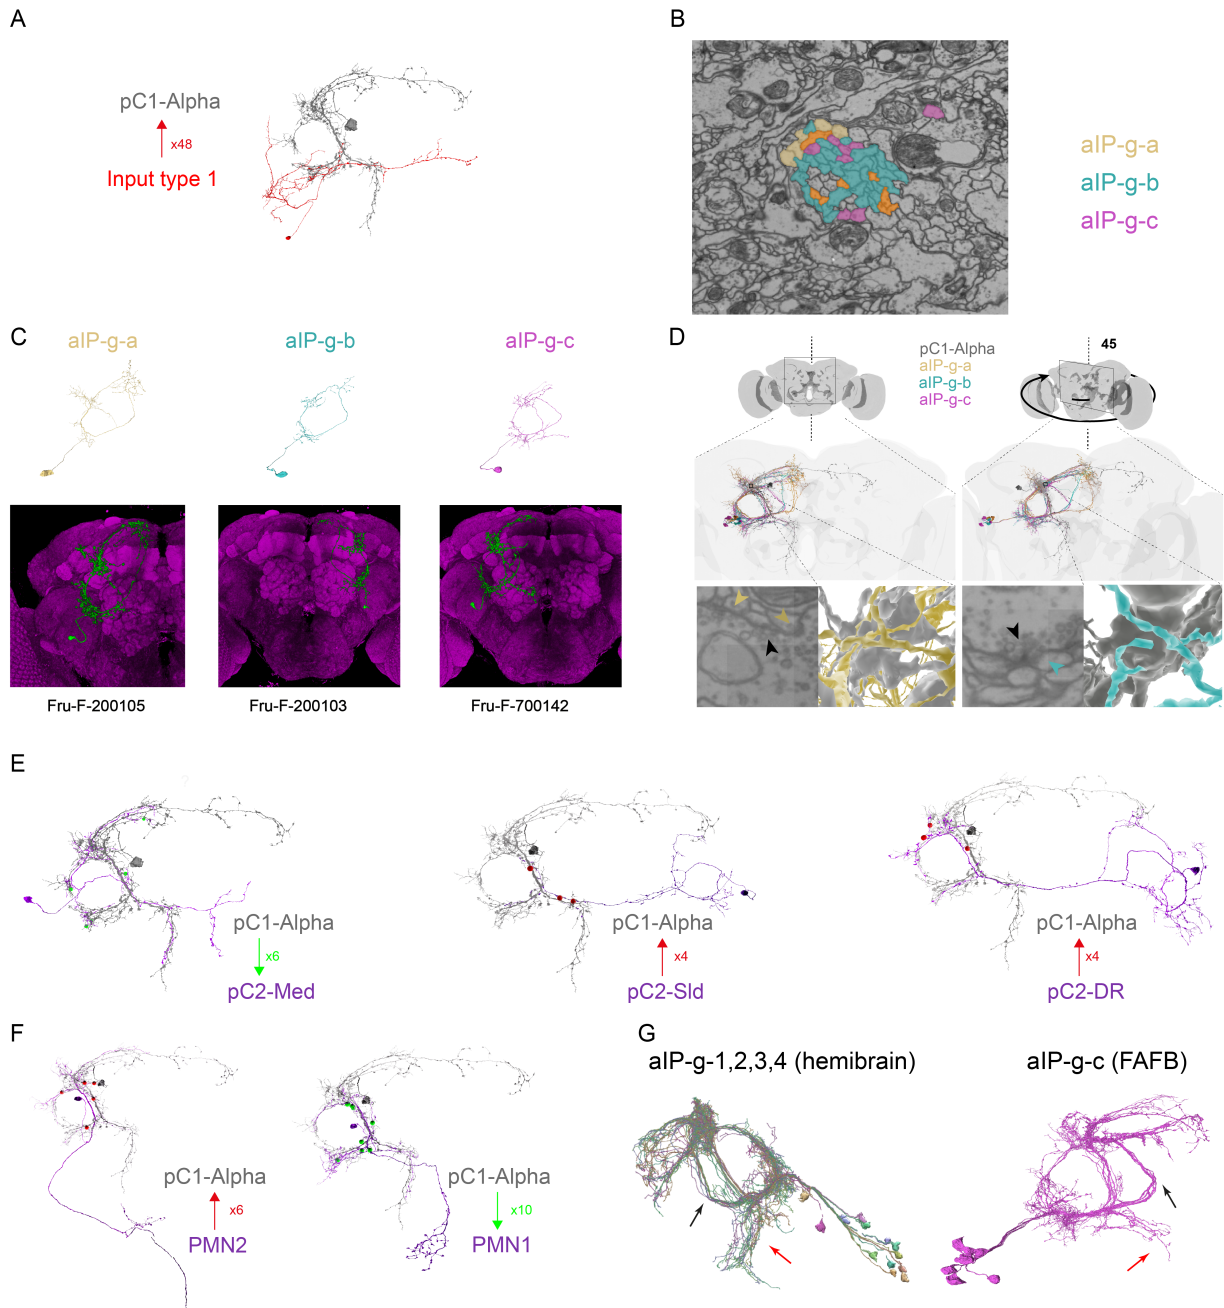 A
pC1-Alpha
x48
Input type 1
B
aIP-g-a
aIP-g-b
aIP-g-c
C
aIP-g-a
aIP-g-b
aIP-g-c
Fru-F-200105
Fru-F-200103
Fru-F-700142
D
45
pC1-Alpha
aIP-g-a
aIP-g-b
aIP-g-c
E
pC1-Alpha
x6
pC2-Med
pC1-Alpha
x4
pC2-Sld
pC1-Alpha
x4
pC2-DR
F
pC1-Alpha
x6
PMN2
pC1-Alpha
x10
PMN1
G
aIP-g-1,2,3,4 (hemibrain)
aIP-g-c (FAFB)